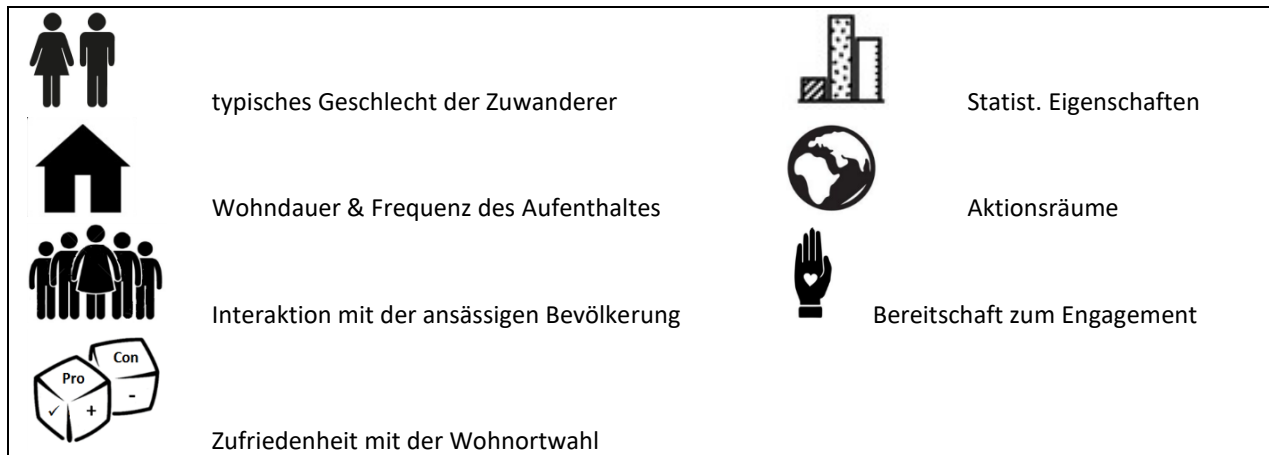 typisches Geschlecht der Zuwanderer
Statist. Eigenschaften
Wohndauer & Frequenz des Aufenthaltes
Aktionsräume
Interaktion mit der ansässigen Bevölkerung
Bereitschaft zum Engagement
Con
Pro
-
✓ +
Zufriedenheit mit der Wohnortwahl